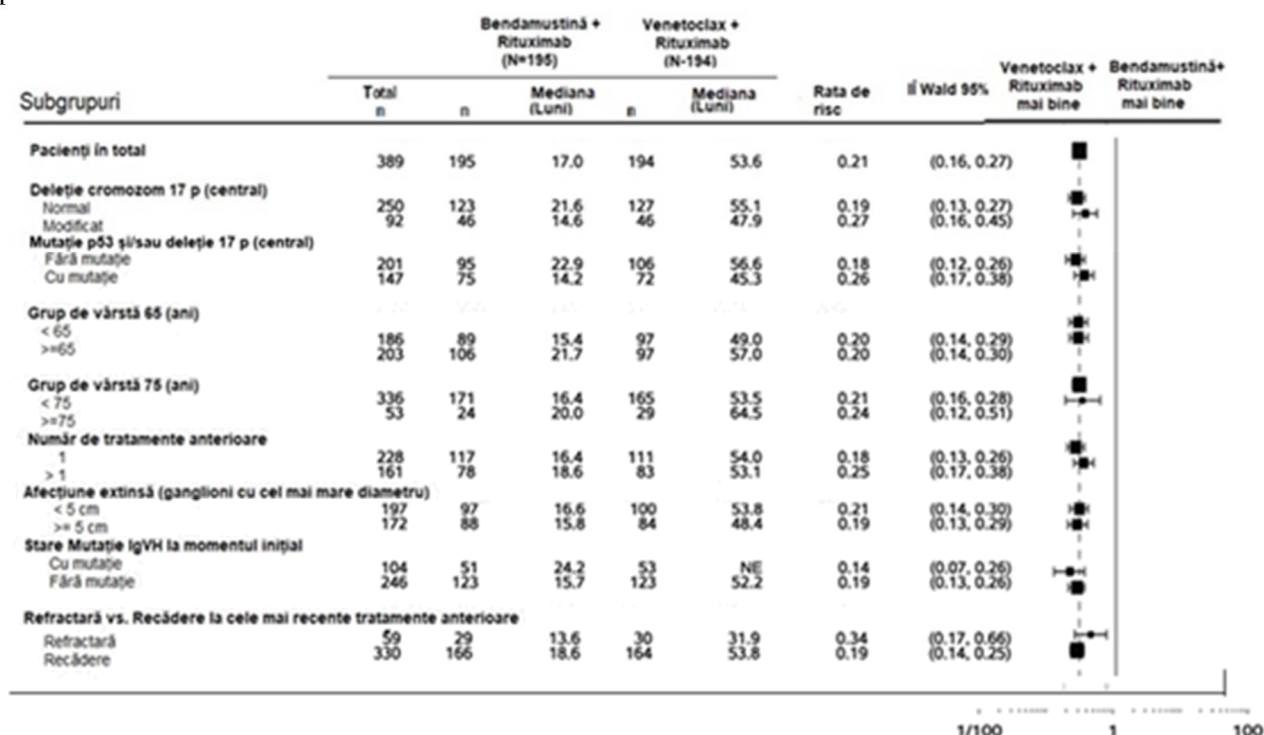 Bendamustină + Rituximab (N=195) Venetoclax + Rituximab (N-194)
Venetoclax + Rituximab mai bine Bendamustină+ Rituximab mai bine
Subgrupuri Total n n Mediana (Luni) n Mediana (Luni) Rata de risc IÎ Wald 95%
Pacienți în total
389 195 17.0 194 53.6 0.21 (0.16, 0.27)
Deleție cromozom 17 p (central)
Normal 250 123 21.6 127 55.1 0.19 (0.13, 0.27)
Modificat 92 46 14.6 46 47.9 0.27 (0.16, 0.45)
Mutație p53 și/sau deleție 17 p (central)
Fără mutație 201 95 22.9 106 56.6 0.18 (0.12, 0.26)
Cu mutație 147 75 14.2 72 45.3 0.26 (0.17, 0.38)
Grup de vârstă 65 (ani)
< 65 186 89 15.4 97 49.0 0.20 (0.14, 0.29)
>=65 203 106 21.7 97 57.0 0.20 (0.14, 0.30)
Grup de vârstă 75 (ani)
< 75 336 171 16.4 165 53.5 0.21 (0.16, 0.28)
>=75 53 24 20.0 29 64.5 0.24 (0.12, 0.51)
Număr de tratamente anterioare
1 228 117 16.4 111 54.0 0.18 (0.13, 0.26)
> 1 161 78 18.6 83 53.1 0.25 (0.17, 0.38)
Afecțiune extinsă (ganglioni cu cel mai mare diametru)
< 5 cm 197 97 16.6 100 53.8 0.21 (0.14, 0.30)
>= 5 cm 172 88 15.8 84 48.4 0.19 (0.13, 0.29)
Stare Mutație IgVH la momentul inițial
Cu mutație 104 51 24.2 53 NE 0.14 (0.07, 0.26)
Fără mutație 246 123 15.7 123 52.2 0.19 (0.13, 0.26)
Refractară vs. Recădere la cele mai recente tratamente anterioare
Refractară 59 29 13.6 30 31.9 0.34 (0.17, 0.66)
Recădere 330 166 18.6 164 53.8 0.19 (0.14, 0.25)
1/100 1 100